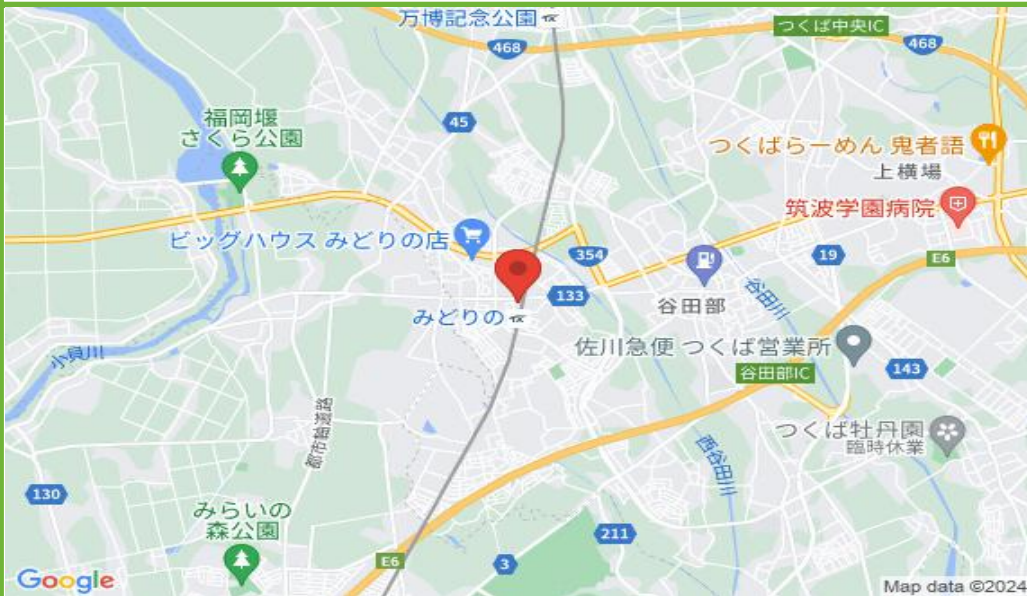 万博記念公園
つくば中央IC
468
468
45
福岡堰
さくら公園
つくばらーめん 鬼者語
上横場
筑波学園病院
ビッグハウス みどりの店
354
19
E6
133
谷田部
谷田川
みどりの
佐川急便 つくば営業所
小貝川
谷田部IC
143
都市軸道路
つくば牡丹園
臨時休業
西谷田川
130
みらいの
森公園
211
E6
3
Google
Map data ©2024